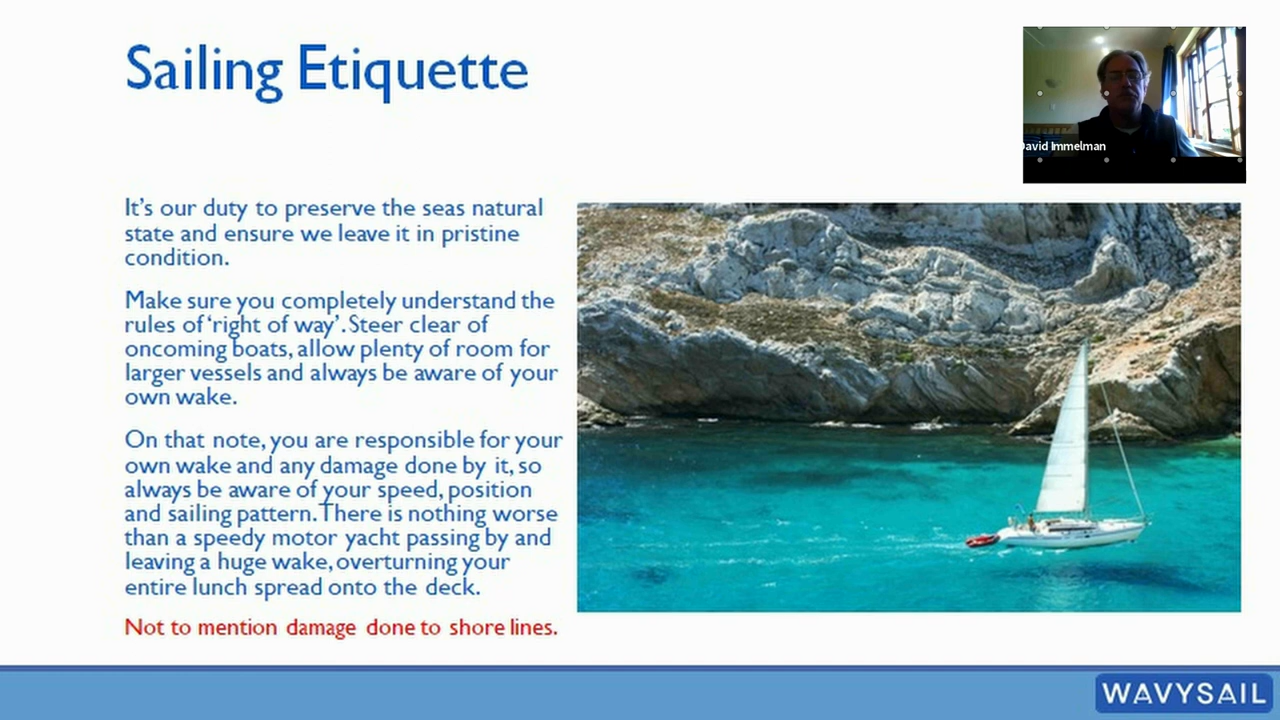 Sailing Etiquette
David Immelman
It's our duty to preserve the seas natural
state and ensure we leave it in pristine
condition.
Make sure you completely understand the
rules of ‘right of way’. Steer clear of
oncoming boats, allow plenty of room for
larger vessels and always be aware of your
own wake.
On that note, you are responsible for your
own wake and any damage done by it, so
always be aware of your speed, position
and sailing pattern. There is nothing worse
than a speedy motor yacht passing by and
leaving a huge wake, overturning your
entire lunch spread onto the deck.
Not to mention damage done to shore lines.
WAVYSAIL